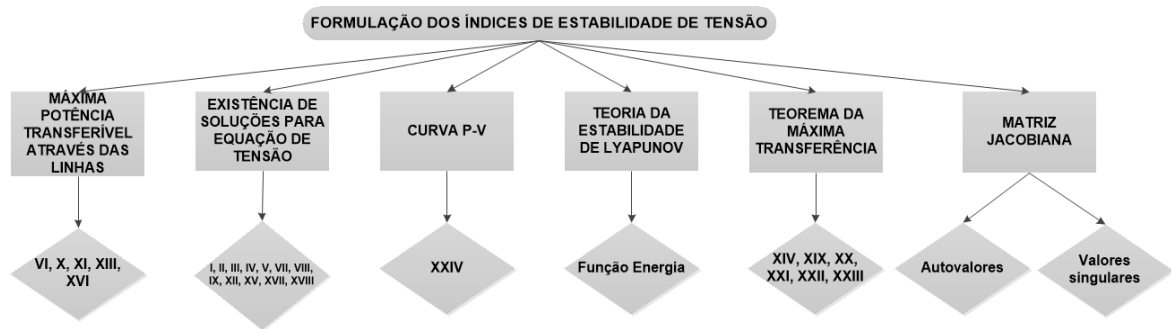 FORMULAÇÃO DOS ÍNDICES DE ESTABILIDADE DE TENSÃO
MÁXIMA
POTÊNCIA
TRANSFERÍVEL
ATRAVÉS DAS
LINHAS
EXISTÊNCIA DE
SOLUÇÕES PARA
EQUAÇÃO DE
TENSÃO
CURVA P-V
TEORIA DA
ESTABILIDADE
DE LYAPUNOV
TEOREMA DA
MÁXIMA
TRANSFERÊNCIA
MATRIZ
JACOBIANA
VI, X, XI, XIII,
XVI
I, II, III, IV, V, VII, VIII,
IX, XII, XV, XVII, XVIII
XXIV
Função Energia
XIV, XIX, XX,
XXI, XXII, XXIII
Autovalores
Valores
singulares